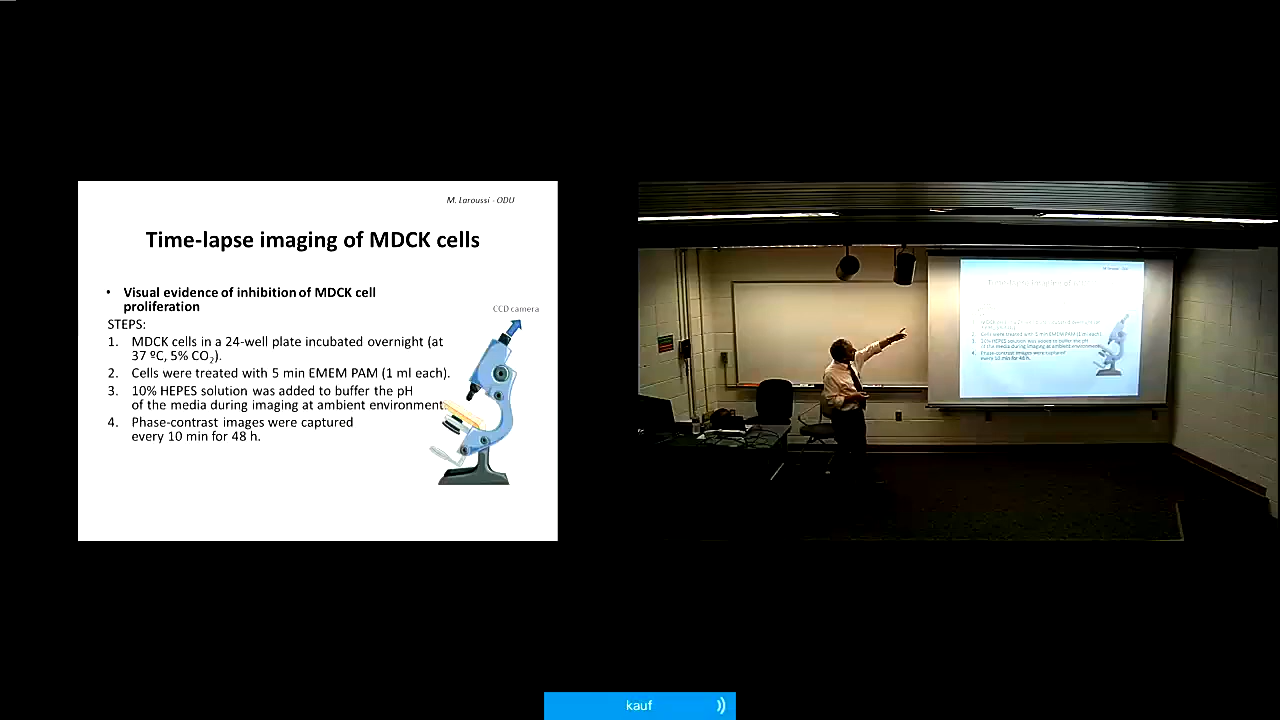 M. Laroussi - ODU
Time-lapse imaging of MDCK cells
• Visual evidence of inhibition of MDCK cell
proliferation
STEPS:
CCD camera
1. MDCK cells in a 24-well plate incubated overnight (at
37 ºC, 5% CO2).
2. Cells were treated with 5 min EMEM PAM (1 ml each).
3. 10% HEPES solution was added to buffer the pH
of the media during imaging at ambient environment.
4. Phase-contrast images were captured
every 10 min for 48 h.
kauf